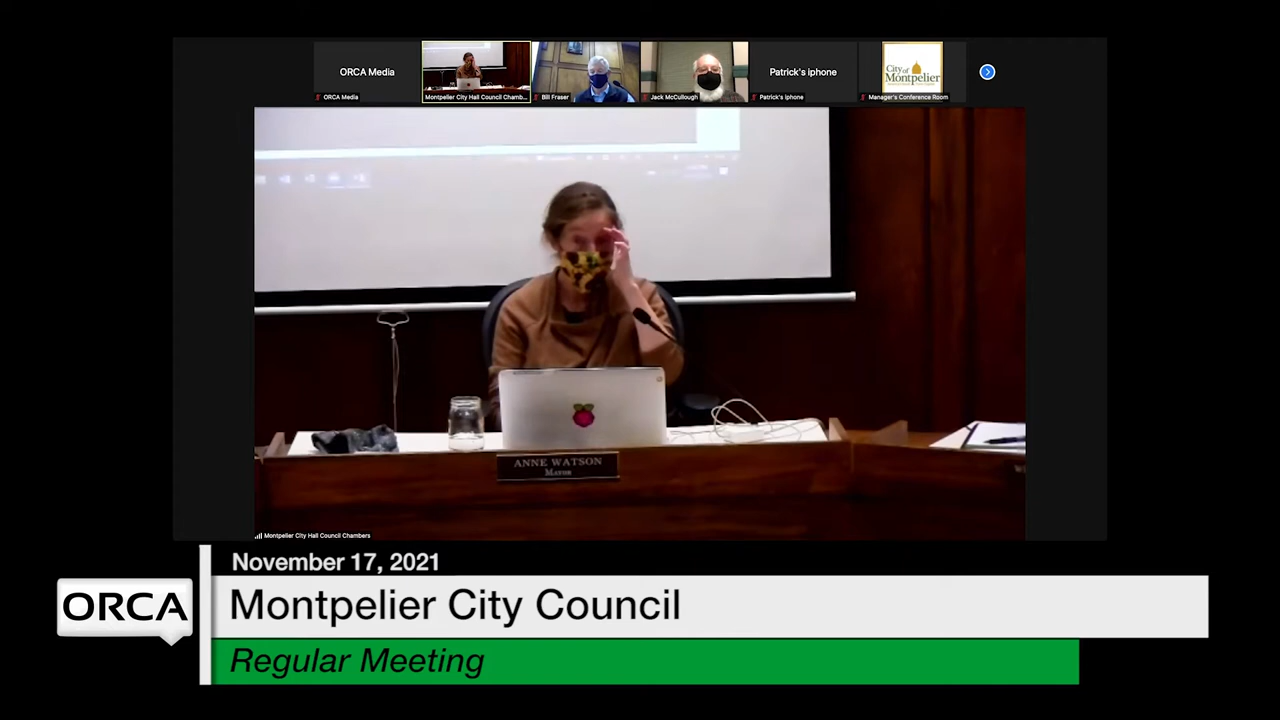 ORCA Media
Patrick's iphone
City of
Montpelier
ORCA Media
Montpelier City Hall Council Chamb...
Bill Fraser
Jack McCullough
Patrick's iphone
Manager's Conference Room
ANNE WATSON
MAYOR
Montpelier City Hall Council Chambers
November 17, 2021
ORCA
Montpelier City Council
Regular Meeting